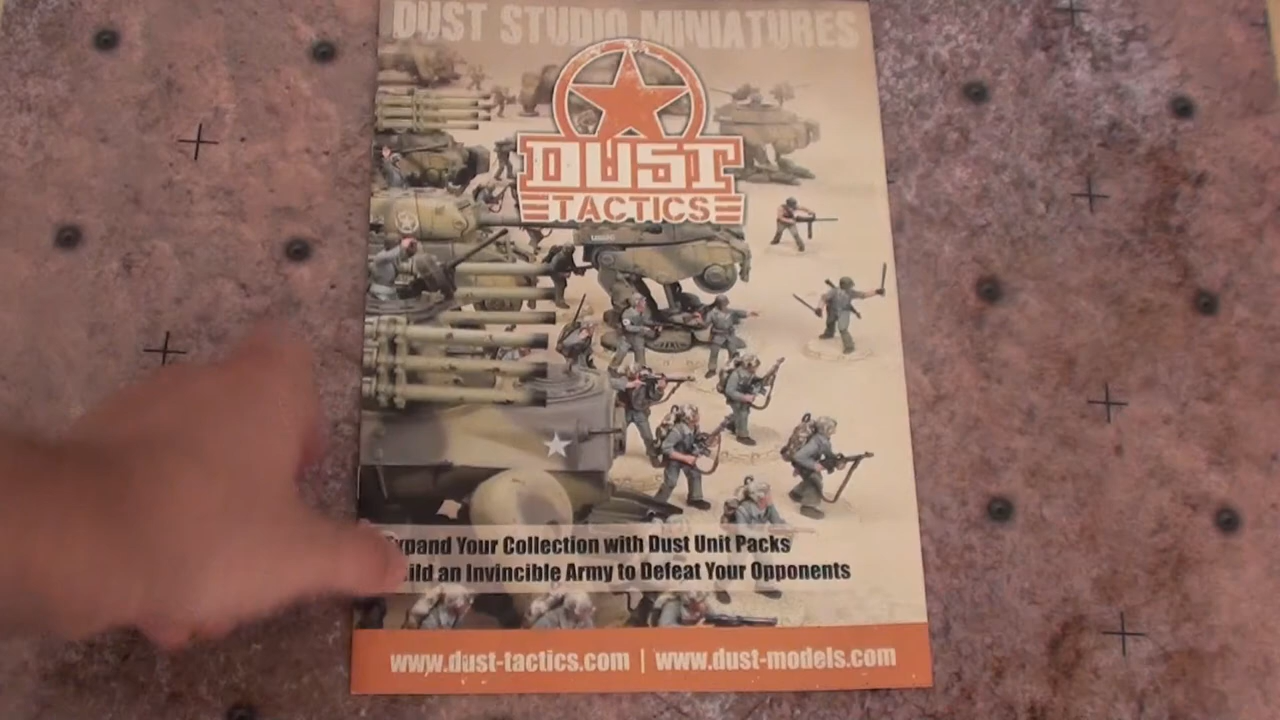 DUST STUDIO MINIATURES
DUST
TACTICS
Your Collection with Dust Unit Packs
an Invincible Army to Defeat Your Opponents
www.dust-tactics.com | www.dust-models.com